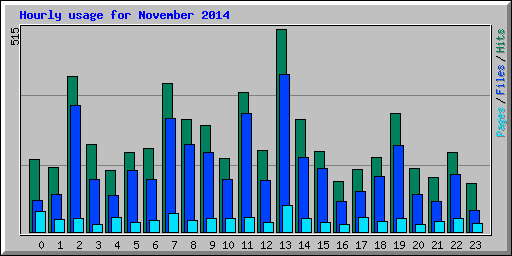 Hourly usage for November 2014
515
Pages/Files/Hits
0 1 2 3 4 5 6 7 8 9 10 11 12 13 14 15 16 17 18 19 20 21 22 23